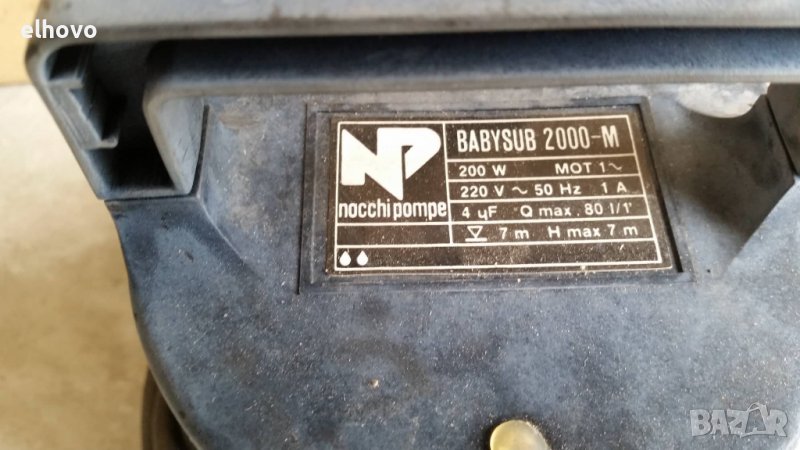 elhovo
NP
nocchi pompe
BABYSUB 2000-M
200 W MOT 1~
220 V ~ 50 Hz 1 A
4 µF Q max. 80 l/1'
7 m H max 7 m
BAZAR